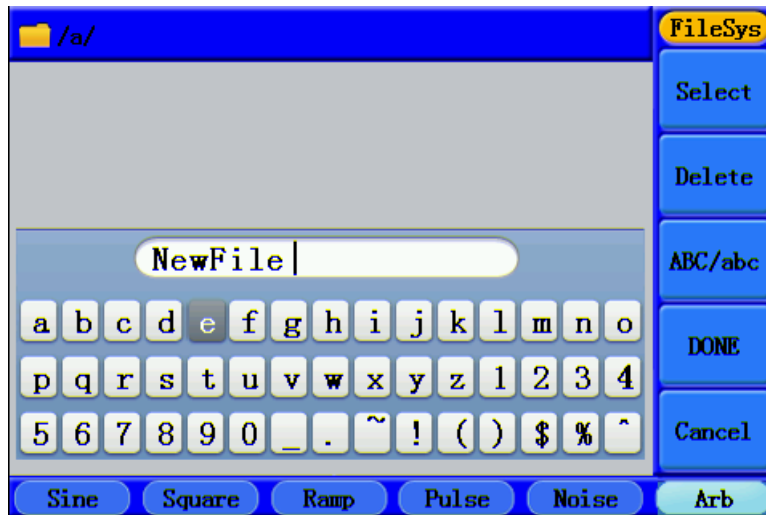 /a/
FileSys
Select
Delete
ABC/abc
DONE
Cancel
NewFile
a b c d e f g h i j k l m n o
p q r s t u v w x y z 1 2 3 4
5 6 7 8 9 0 _ . ~ ! ( ) $ % ^
Sine Square Ramp Pulse Noise Arb